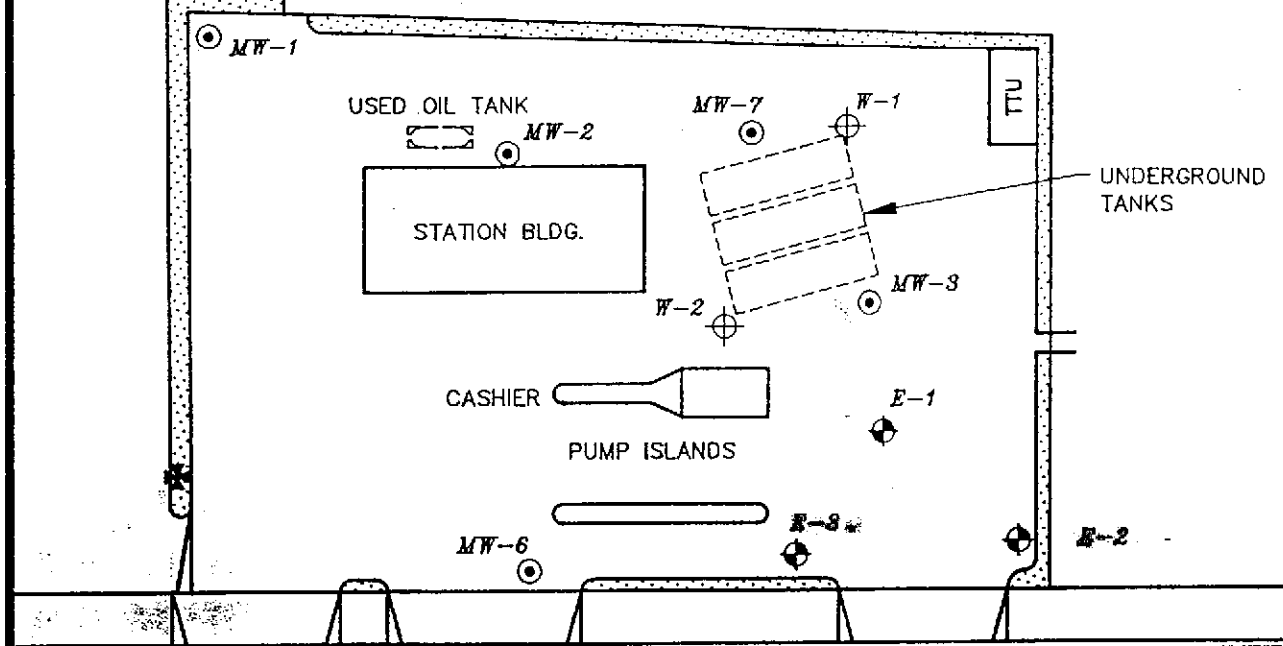 MW-1
USED OIL TANK
MW-2
MW-7
W-1
TTU
UNDERGROUND
TANKS
STATION BLDG.
MW-3
W-2
CASHIER
E-1
PUMP ISLANDS
E-3
E-2
MW-6